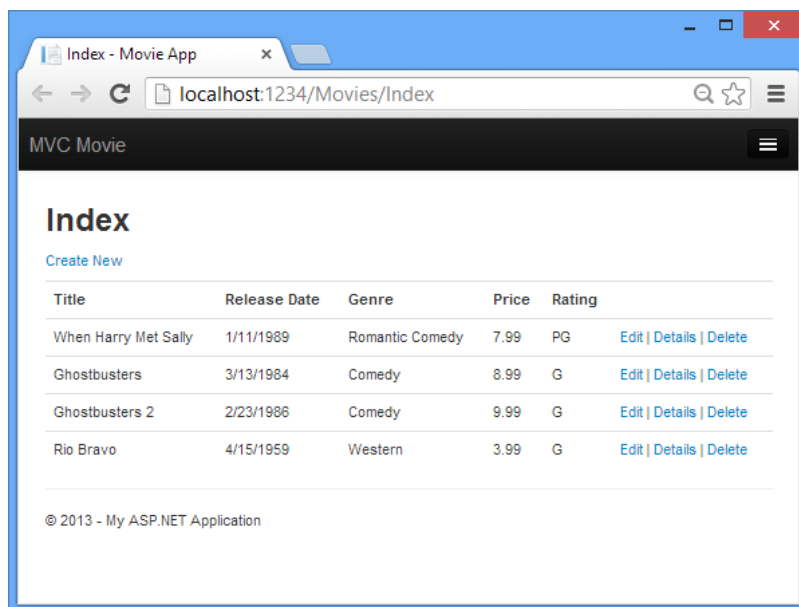 Index - Movie App
localhost:1234/Movies/Index
MVC Movie
Index
Create New
Title Release Date Genre Price Rating
When Harry Met Sally 1/11/1989 Romantic Comedy 7.99 PG Edit | Details | Delete
Ghostbusters 3/13/1984 Comedy 8.99 G Edit | Details | Delete
Ghostbusters 2 2/23/1986 Comedy 9.99 G Edit | Details | Delete
Rio Bravo 4/15/1959 Western 3.99 G Edit | Details | Delete
© 2013 - My ASP.NET Application